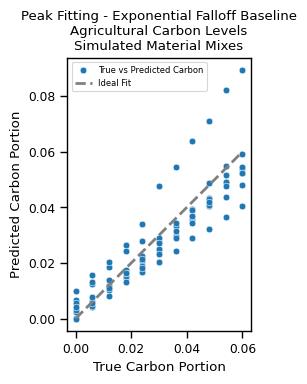 Peak Fitting - Exponential Falloff Baseline
Agricultural Carbon Levels
Simulated Material Mixes
True vs Predicted Carbon
Ideal Fit
Predicted Carbon Portion
0.08
0.06
0.04
0.02
0.00
0.00 0.02 0.04 0.06
True Carbon Portion